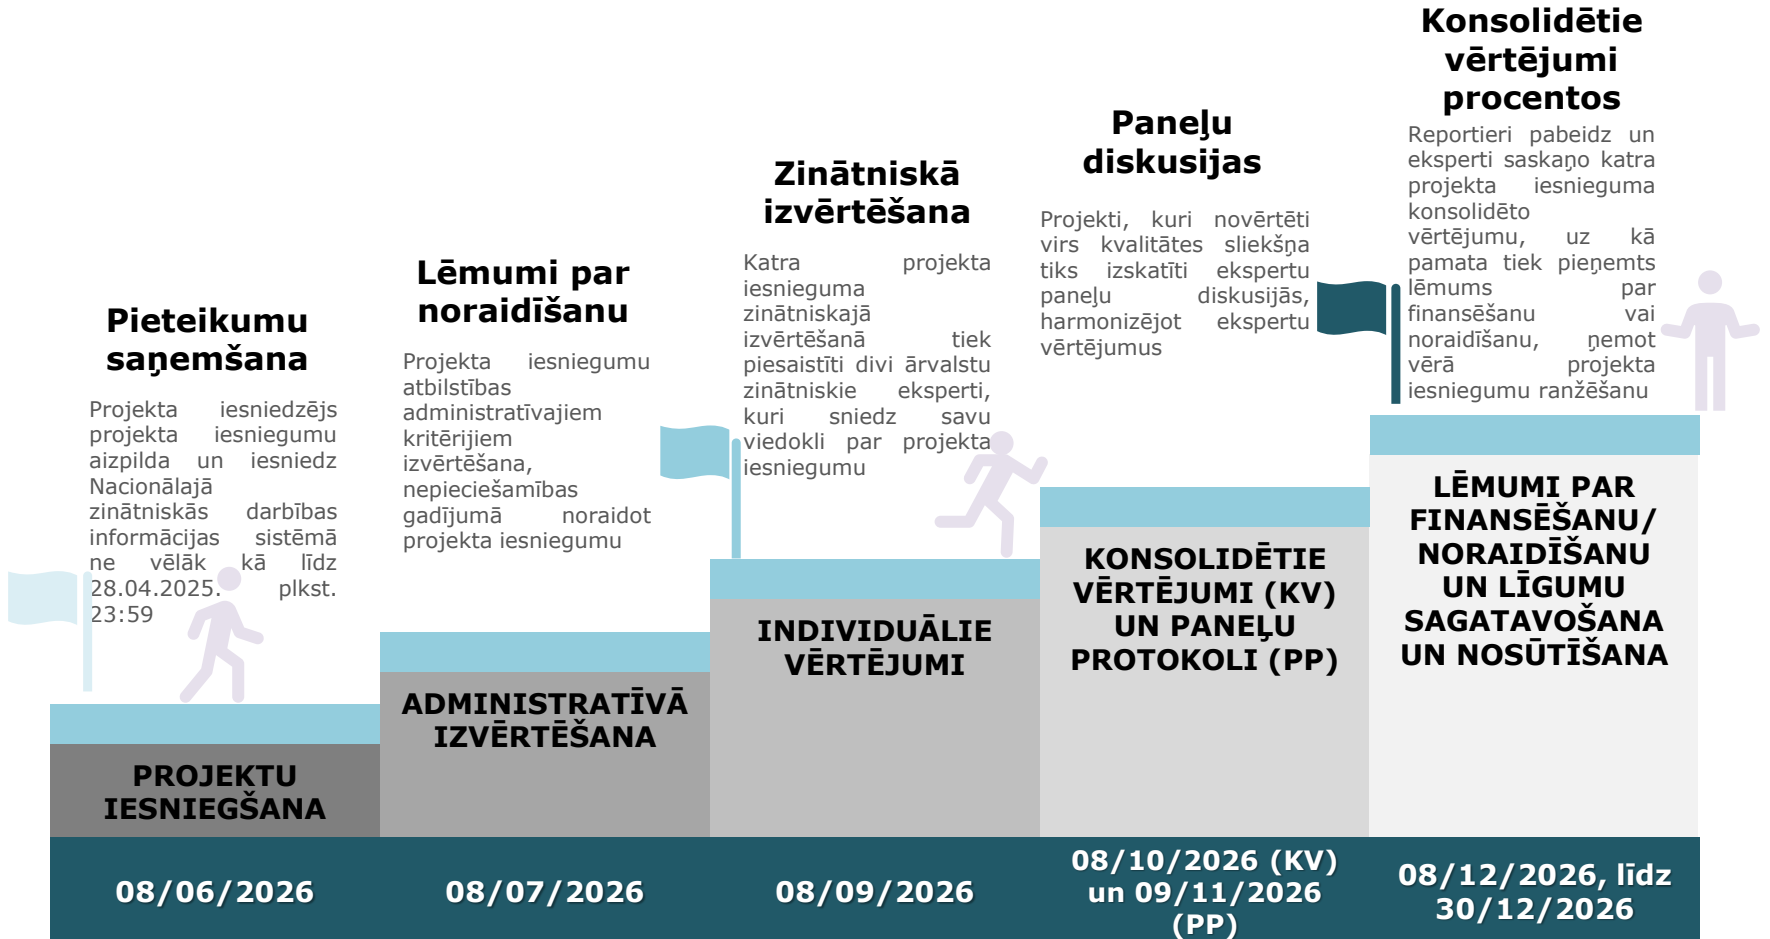 Pieteikumu
saņemšana
Projekta iesniedzējs
projekta iesniegumu
aizpilda un iesniedz
Nacionālajā
zinātniskās darbības
informācijas sistēmā
ne vēlāk kā līdz
28.04.2025. plkst.
23:59
PROJEKTU
IESNIEGŠANA
08/06/2026
Lēmumi par
noraidīšanu
Projekta iesniegumu
atbilstības
administratīvajiem
kritērijiem
izvērtēšana,
nepieciešamības
gadījumā noraidot
projekta iesniegumu
ADMINISTRATĪVĀ
IZVĒRTĒŠANA
08/07/2026
Zinātniskā
izvērtēšana
Katra projekta
iesnieguma
zinātniskajā
izvērtēšanā tiek
piesaistīti divi ārvalstu
zinātniskie eksperti,
kuri sniedz savu
viedokli par projekta
iesniegumu
INDIVIDUĀLIE
VĒRTĒJUMI
08/09/2026
Paneļu
diskusijas
Projekti, kuri novērtēti
virs kvalitātes sliekšņa
tiks izskatīti ekspertu
paneļu diskusijās,
harmonizējot ekspertu
vērtējumus
KONSOLIDĒTIE
VĒRTĒJUMI (KV)
UN PANEĻU
PROTOKOLI (PP)
08/10/2026 (KV)
un 09/11/2026
(PP)
Konsolidētie
vērtējumi
procentos
Reportieri pabeidz un
eksperti saskaņo katra
projekta iesnieguma
konsolidēto
vērtējumu, uz kā
pamata tiek pieņemts
lēmums par
finansēšanu vai
noraidīšanu, ņemot
vērā projekta
iesniegumu ranžēšanu
LĒMUMI PAR
FINANSĒŠANU/
NORAIDĪŠANU
UN LĪGUMU
SAGATAVOŠANA
UN NOSŪTĪŠANA
08/12/2026, līdz
30/12/2026